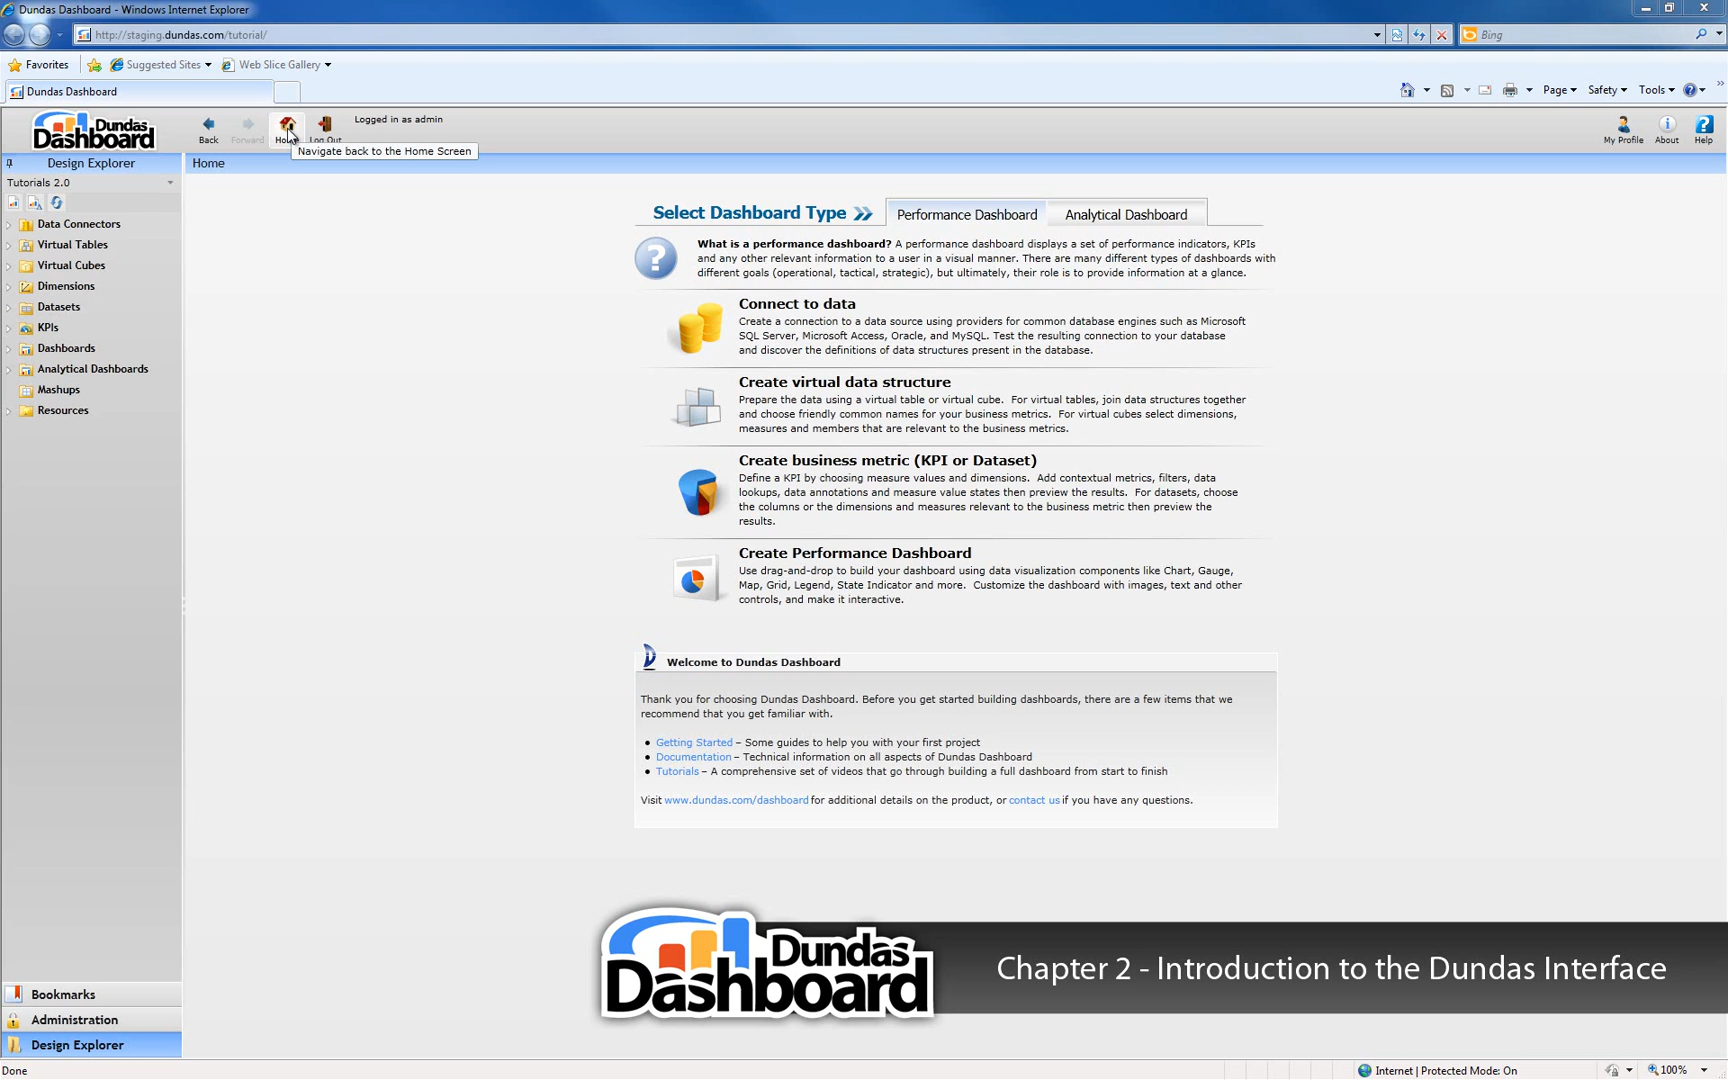 Dundas Dashboard - Windows Internet Explorer
http://staging.dundas.com/tutorial/
Bing
Favorites
Suggested Sites
Web Slice Gallery
Dundas Dashboard
Page
Safety
Tools
Dundas
Dashboard
Back
Forward
Home
Log Out
Logged in as admin
My Profile
About
Help
Navigate back to the Home Screen
Design Explorer
Home
Tutorials 2.0
Data Connectors
Virtual Tables
Virtual Cubes
Dimensions
Datasets
KPIs
Dashboards
Analytical Dashboards
Mashups
Resources
Select Dashboard Type
Performance Dashboard
Analytical Dashboard
What is a performance dashboard? A performance dashboard displays a set of performance indicators, KPIs
and any other relevant information to a user in a visual manner. There are many different types of dashboards with
different goals (operational, tactical, strategic), but ultimately, their role is to provide information at a glance.
Connect to data
Create a connection to a data source using providers for common database engines such as Microsoft
SQL Server, Microsoft Access, Oracle, and MySQL. Test the resulting connection to your database
and discover the definitions of data structures present in the database.
Create virtual data structure
Prepare the data using a virtual table or virtual cube. For virtual tables, join data structures together
and choose friendly common names for your business metrics. For virtual cubes select dimensions,
measures and members that are relevant to the business metrics.
Create business metric (KPI or Dataset)
Define a KPI by choosing measure values and dimensions. Add contextual metrics, filters, data
lookups, data annotations and measure value states then preview the results. For datasets, choose
the columns or the dimensions and measures relevant to the business metric then preview the
results.
Create Performance Dashboard
Use drag-and-drop to build your dashboard using data visualization components like Chart, Gauge,
Map, Grid, Legend, State Indicator and more. Customize the dashboard with images, text and other
controls, and make it interactive.
Welcome to Dundas Dashboard
Thank you for choosing Dundas Dashboard. Before you get started building dashboards, there are a few items that we
recommend that you get familiar with.
• Getting Started – Some guides to help you with your first project
• Documentation – Technical information on all aspects of Dundas Dashboard
• Tutorials – A comprehensive set of videos that go through building a full dashboard from start to finish
Visit www.dundas.com/dashboard for additional details on the product, or contact us if you have any questions.
Dundas
Dashboard
Chapter 2 - Introduction to the Dundas Interface
Bookmarks
Administration
Design Explorer
Done
Internet | Protected Mode: On
100%